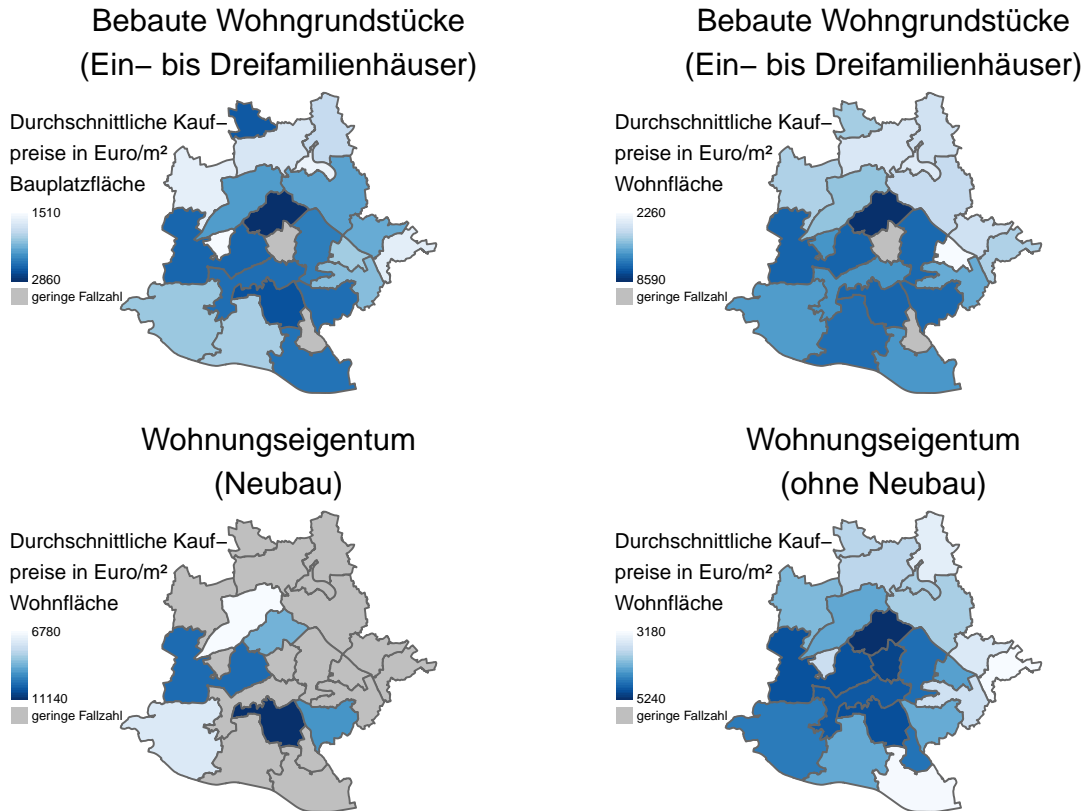 Bebaute Wohngrundstücke
(Ein– bis Dreifamilienhäuser)
Durchschnittliche Kauf–
preise in Euro/m²
Bauplatzfläche
1510
2860
geringe Fallzahl
Bebaute Wohngrundstücke
(Ein– bis Dreifamilienhäuser)
Durchschnittliche Kauf–
preise in Euro/m²
Wohnfläche
2260
8590
geringe Fallzahl
Wohnungseigentum
(Neubau)
Durchschnittliche Kauf–
preise in Euro/m²
Wohnfläche
6780
11140
geringe Fallzahl
Wohnungseigentum
(ohne Neubau)
Durchschnittliche Kauf–
preise in Euro/m²
Wohnfläche
3180
5240
geringe Fallzahl